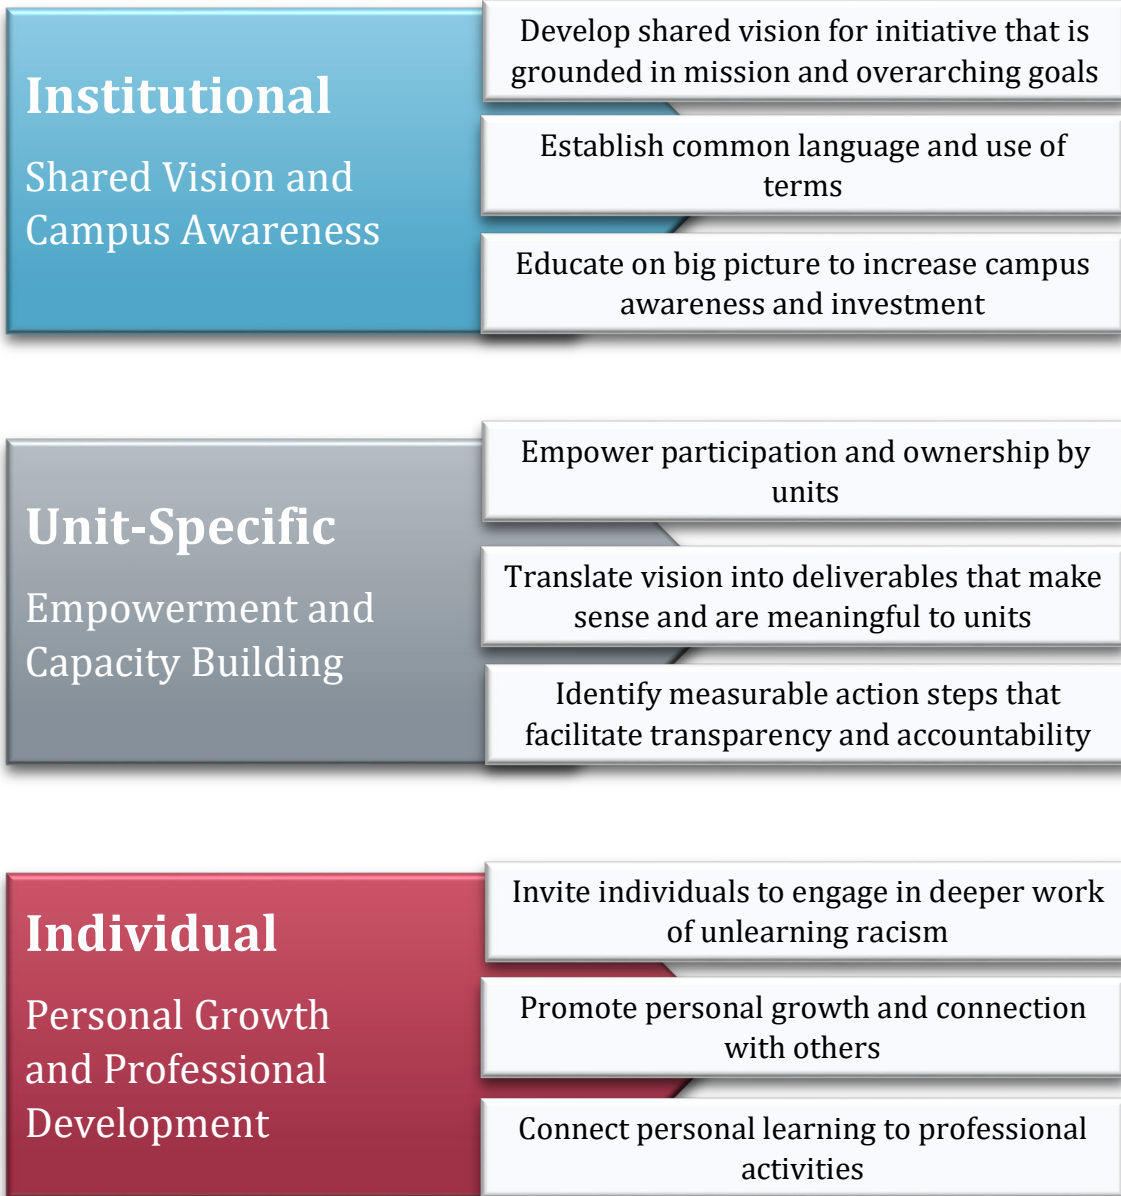 Institutional
Shared Vision and
Campus Awareness
Develop shared vision for initiative that is
grounded in mission and overarching goals
Establish common language and use of
terms
Educate on big picture to increase campus
awareness and investment
Unit-Specific
Empowerment and
Capacity Building
Empower participation and ownership by
units
Translate vision into deliverables that make
sense and are meaningful to units
Identify measurable action steps that
facilitate transparency and accountability
Individual
Personal Growth
and Professional
Development
Invite individuals to engage in deeper work
of unlearning racism
Promote personal growth and connection
with others
Connect personal learning to professional
activities